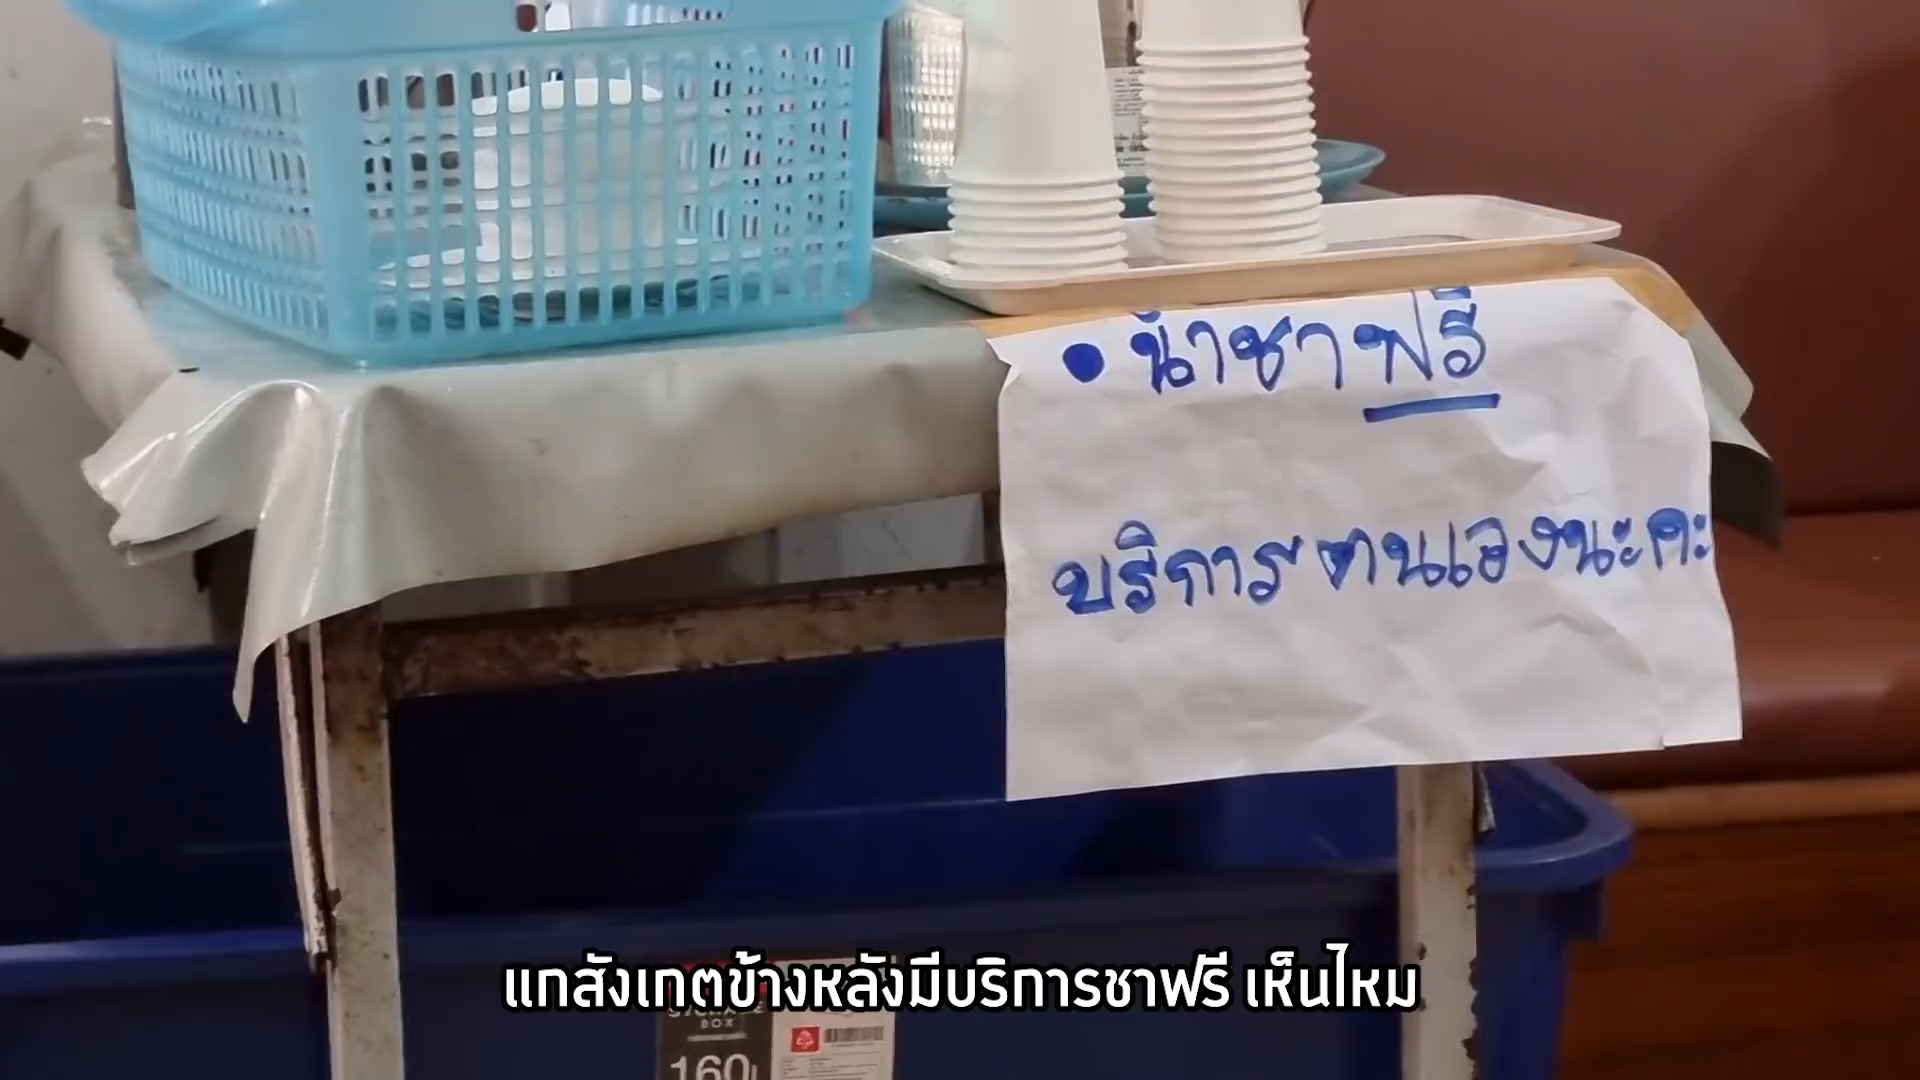 • น้ำชาฟรี
บริการตนเองนะคะ
แกสังเกตข้างหลังมีบริการชาฟรี เห็นไหม
BOX
160L